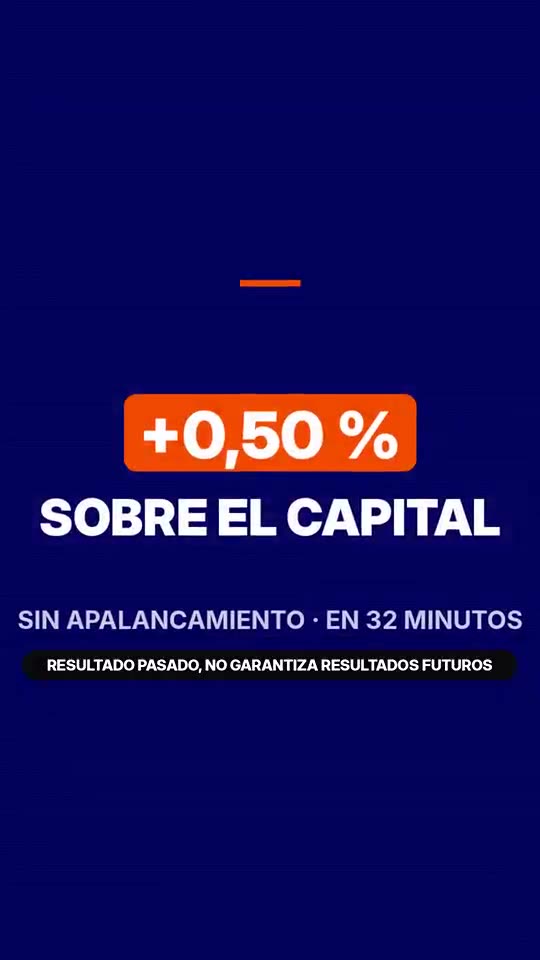 +0,50 %
SOBRE EL CAPITAL
SIN APALANCAMIENTO · EN 32 MINUTOS
RESULTADO PASADO, NO GARANTIZA RESULTADOS FUTUROS